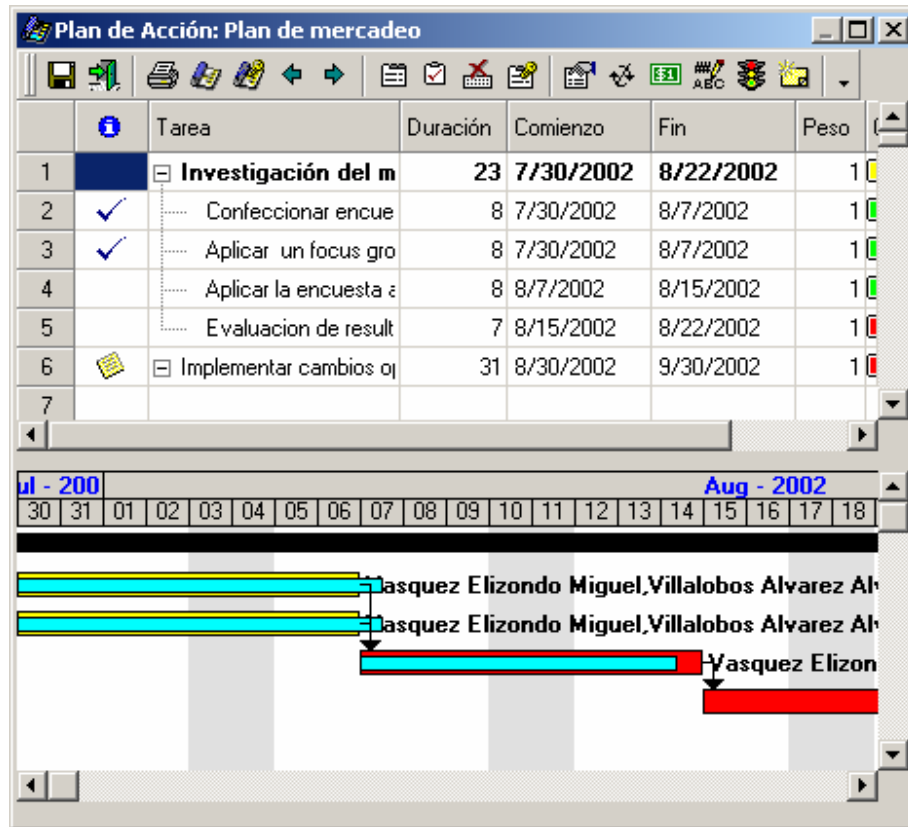 Plan de Acción: Plan de mercadeo
$1
ABC
Tarea Duración Comienzo Fin Peso
1 Investigación del m 23 7/30/2002 8/22/2002 1
2 Confeccionar encue 8 7/30/2002 8/7/2002 1
3 Aplicar un focus gro 8 7/30/2002 8/7/2002 1
4 Aplicar la encuesta a 8 8/7/2002 8/15/2002 1
5 Evaluacion de result 7 8/15/2002 8/22/2002 1
6 Implementar cambios o 31 8/30/2002 9/30/2002 1
7
ul - 200 Aug - 2002
30 31 01 02 03 04 05 06 07 08 09 10 11 12 13 14 15 16 17 18
Vasquez Elizondo Miguel,Villalobos Alvarez Al
Vasquez Elizondo Miguel,Villalobos Alvarez Al
Vasquez Elizon